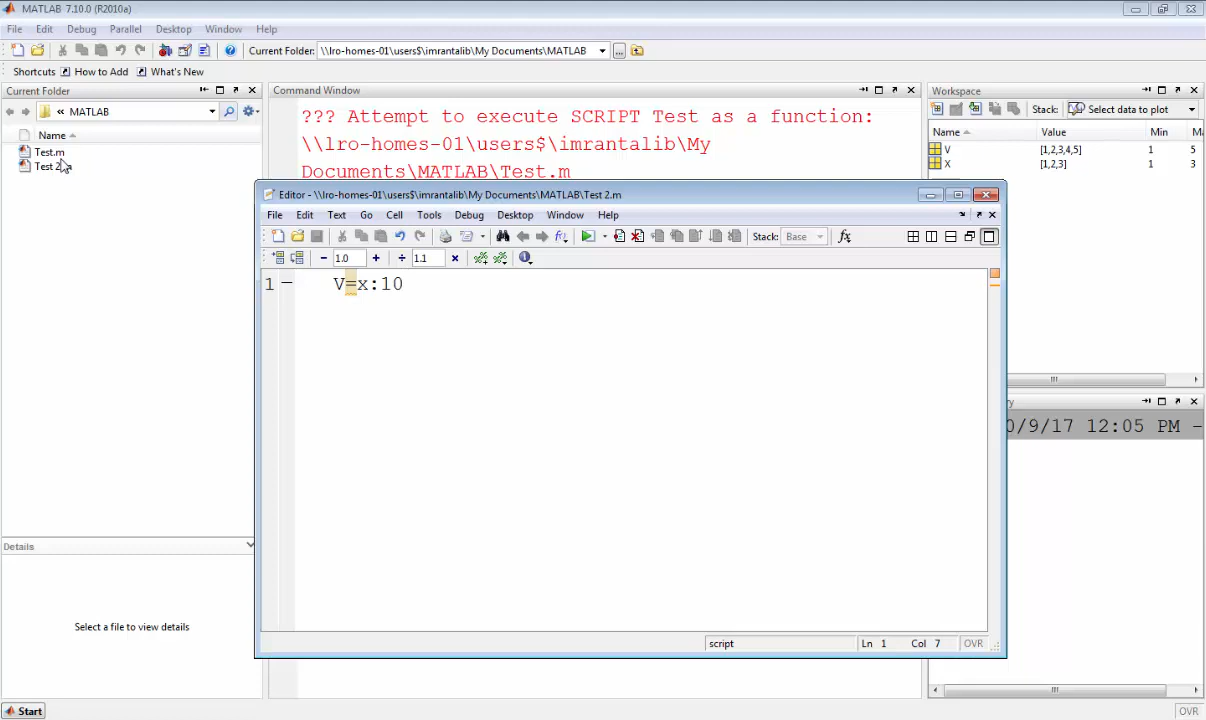 MATLAB 7.10.0 (R2010a)
File Edit Debug Parallel Desktop Window Help
Current Folder: \\lro-homes-01\users$\imrantalib\My Documents\MATLAB ...
Shortcuts How to Add What's New
Current Folder
« MATLAB
Name
Test.m
Test 2
Details
Select a file to view details
Command Window
??? Attempt to execute SCRIPT Test as a function:
\\lro-homes-01\users$\imrantalib\My
Documents\MATLAB\Test.m
Editor - \\lro-homes-01\users$\imrantalib\My Documents\MATLAB\Test 2.m
File Edit Text Go Cell Tools Debug Desktop Window Help
Stack: Base fx
− 1.0 + ÷ 1.1 ×
1 V=x:10
script Ln 1 Col 7 OVR
Workspace
Stack: Select data to plot
Name Value Min M
V [1,2,3,4,5] 1 5
X [1,2,3] 1 3
ry
0/9/17 12:05 PM -
Start
OVR